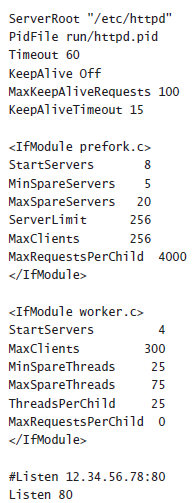 ServerRoot "/etc/httpd"
PidFile run/httpd.pid
Timeout 60
KeepAlive Off
MaxKeepAliveRequests 100
KeepAliveTimeout 15

<IfModule prefork.c>
StartServers       8
MinSpareServers    5
MaxSpareServers   20
ServerLimit      256
MaxClients       256
MaxRequestsPerChild  4000
</IfModule>

<IfModule worker.c>
StartServers         4
MaxClients         300
MinSpareThreads     25
MaxSpareThreads     75
ThreadsPerChild     25
MaxRequestsPerChild  0
</IfModule>

#Listen 12.34.56.78:80
Listen 80